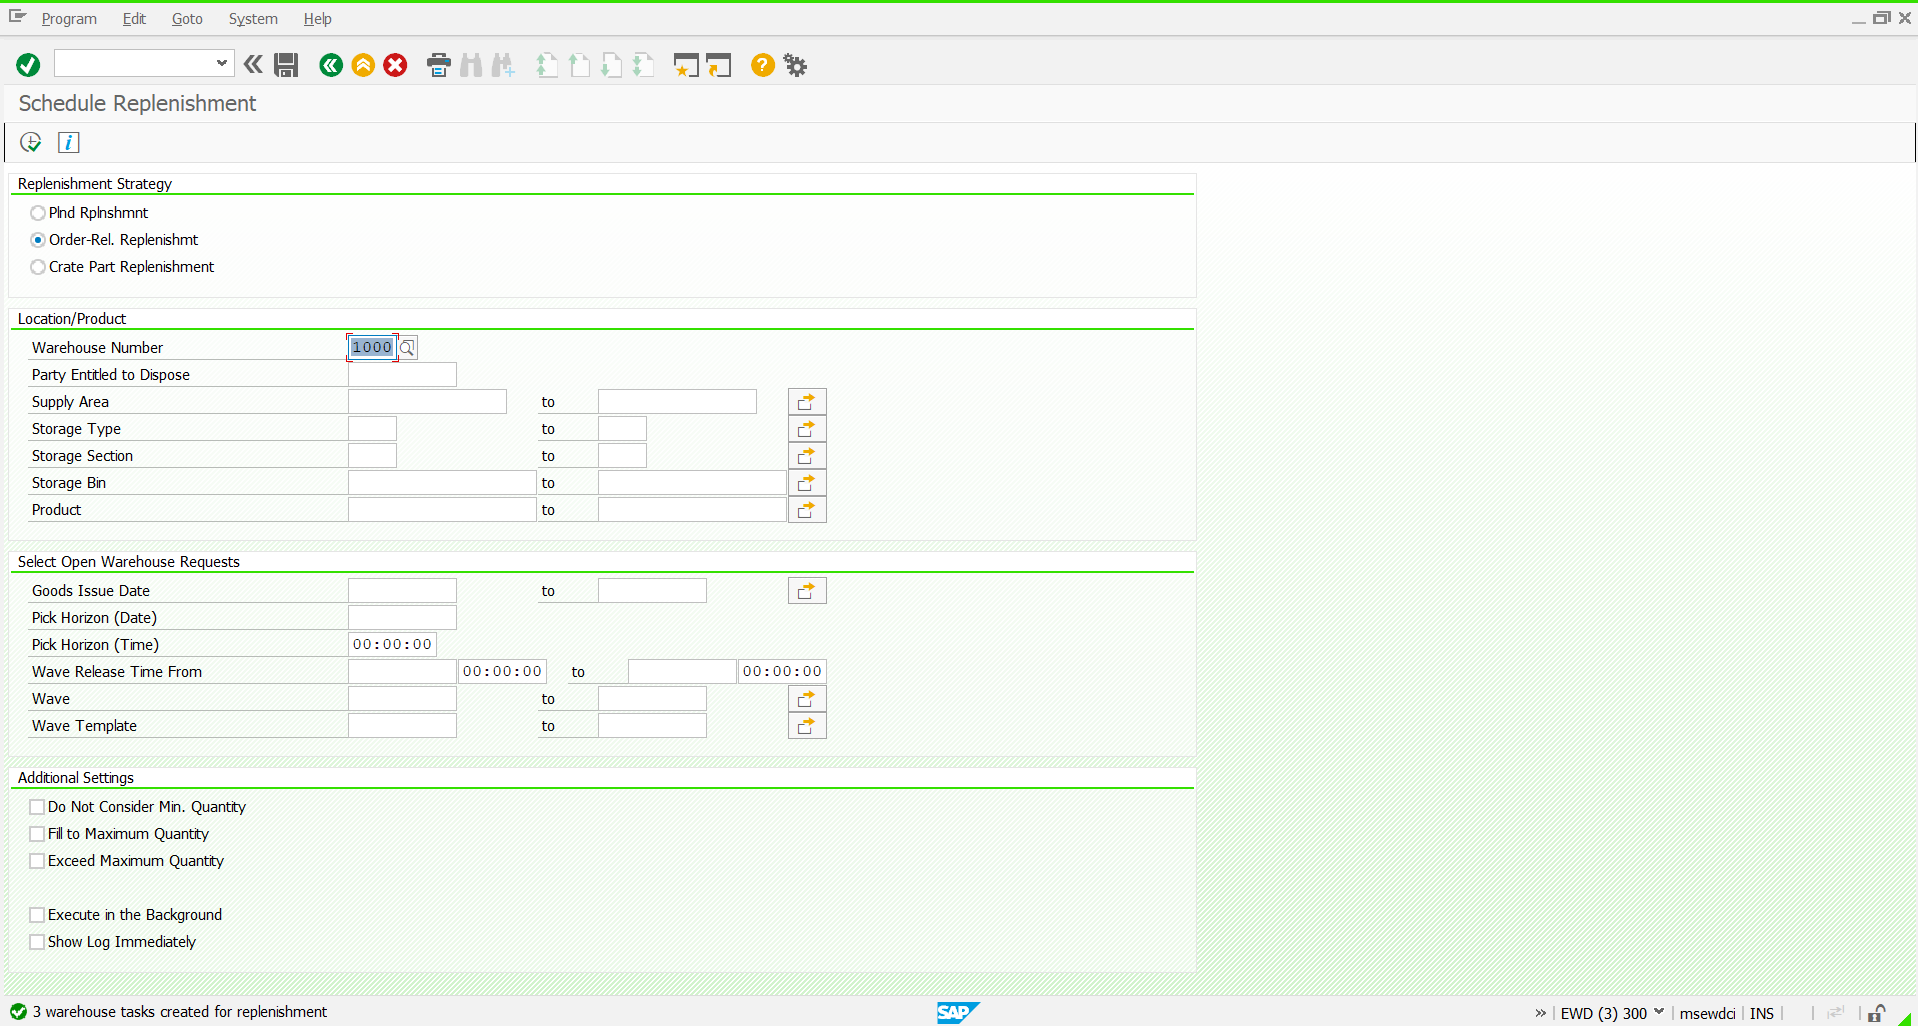 Program Edit Goto System Help
Schedule Replenishment
Replenishment Strategy
Plnd Rplnshmnt
Order-Rel. Replenishmt
Crate Part Replenishment
Location/Product
Warehouse Number 1000
Party Entitled to Dispose
Supply Area to
Storage Type to
Storage Section to
Storage Bin to
Product to
Select Open Warehouse Requests
Goods Issue Date to
Pick Horizon (Date)
Pick Horizon (Time) 00:00:00
Wave Release Time From 00:00:00 to 00:00:00
Wave to
Wave Template to
Additional Settings
Do Not Consider Min. Quantity
Fill to Maximum Quantity
Exceed Maximum Quantity
Execute in the Background
Show Log Immediately
3 warehouse tasks created for replenishment SAP » EWD (3) 300 msewdci INS